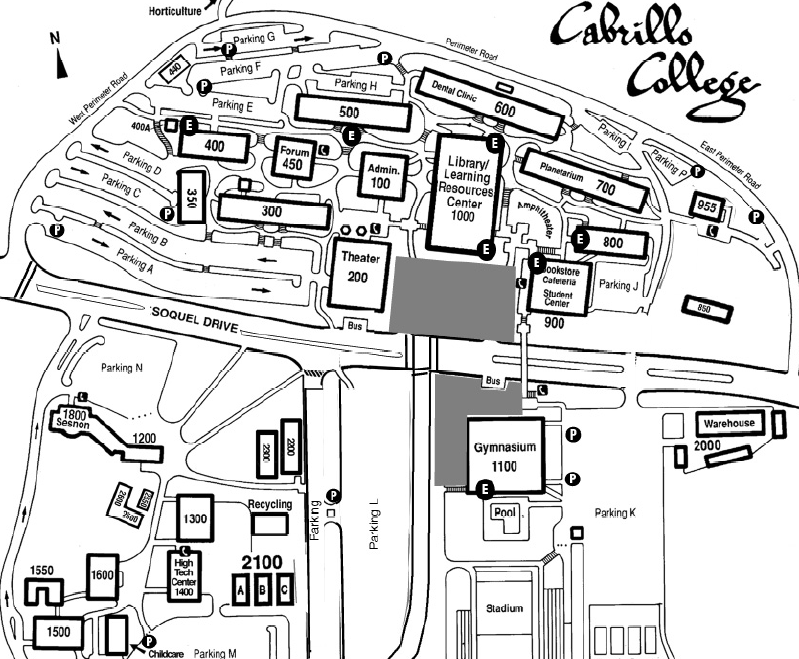 Horticulture
Cabrillo
College
N
Perimeter Road
West Perimeter Road
East Perimeter Road
Parking G
P
P
Parking F
440
P
Parking H
Parking E
Dental Clinic 600
500
400A
E
400
Forum
450
E
Admin.
100
E
Library/
Learning
Resources
Center
1000
E
Parking I
Parking P
P
Planetarium 700
955
P
Parking D
Parking C
350
P
300
Amphitheater
E
800
P
Parking B
Parking A
Theater
200
E
Bookstore
Cafeteria
Student
Center
900
Parking J
850
SOQUEL DRIVE
Bus
Bus
Parking N
1800
Sesnon
1200
2900
2800
Gymnasium
1100
E
P
P
Warehouse
2000
Recycling
1300
Parking
P
Parking L
Pool
Parking K
High
Tech
Center
1400
2100
A B C
1550
1600
1500
Stadium
P
Childcare
Parking M